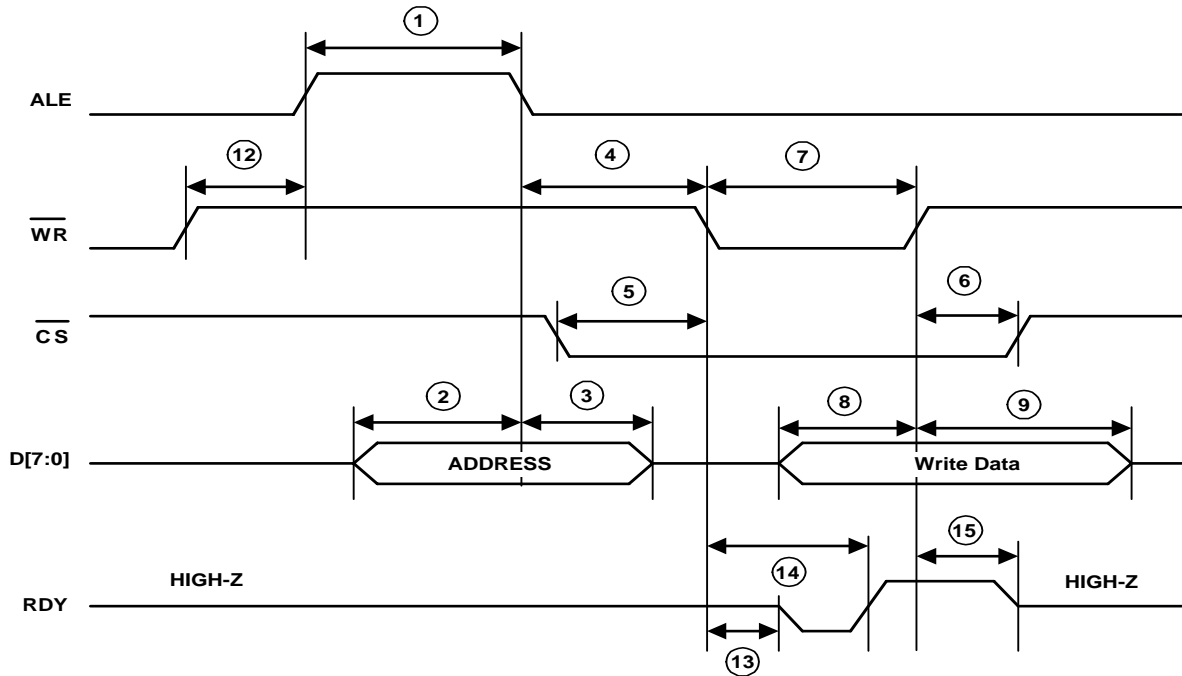 1
ALE
12
4
7
WR
5
6
CS
2
3
8
9
D[7:0]
ADDRESS
Write Data
15
HIGH-Z
14
HIGH-Z
RDY
13